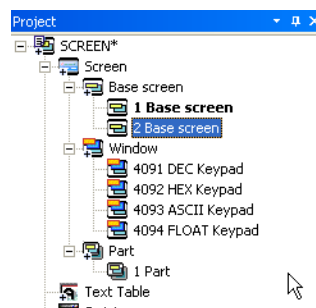 Project
SCREEN*
Screen
Base screen
1 Base screen
2 Base screen
Window
4091 DEC Keypad
4092 HEX Keypad
4093 ASCII Keypad
4094 FLOAT Keypad
Part
1 Part
Text Table